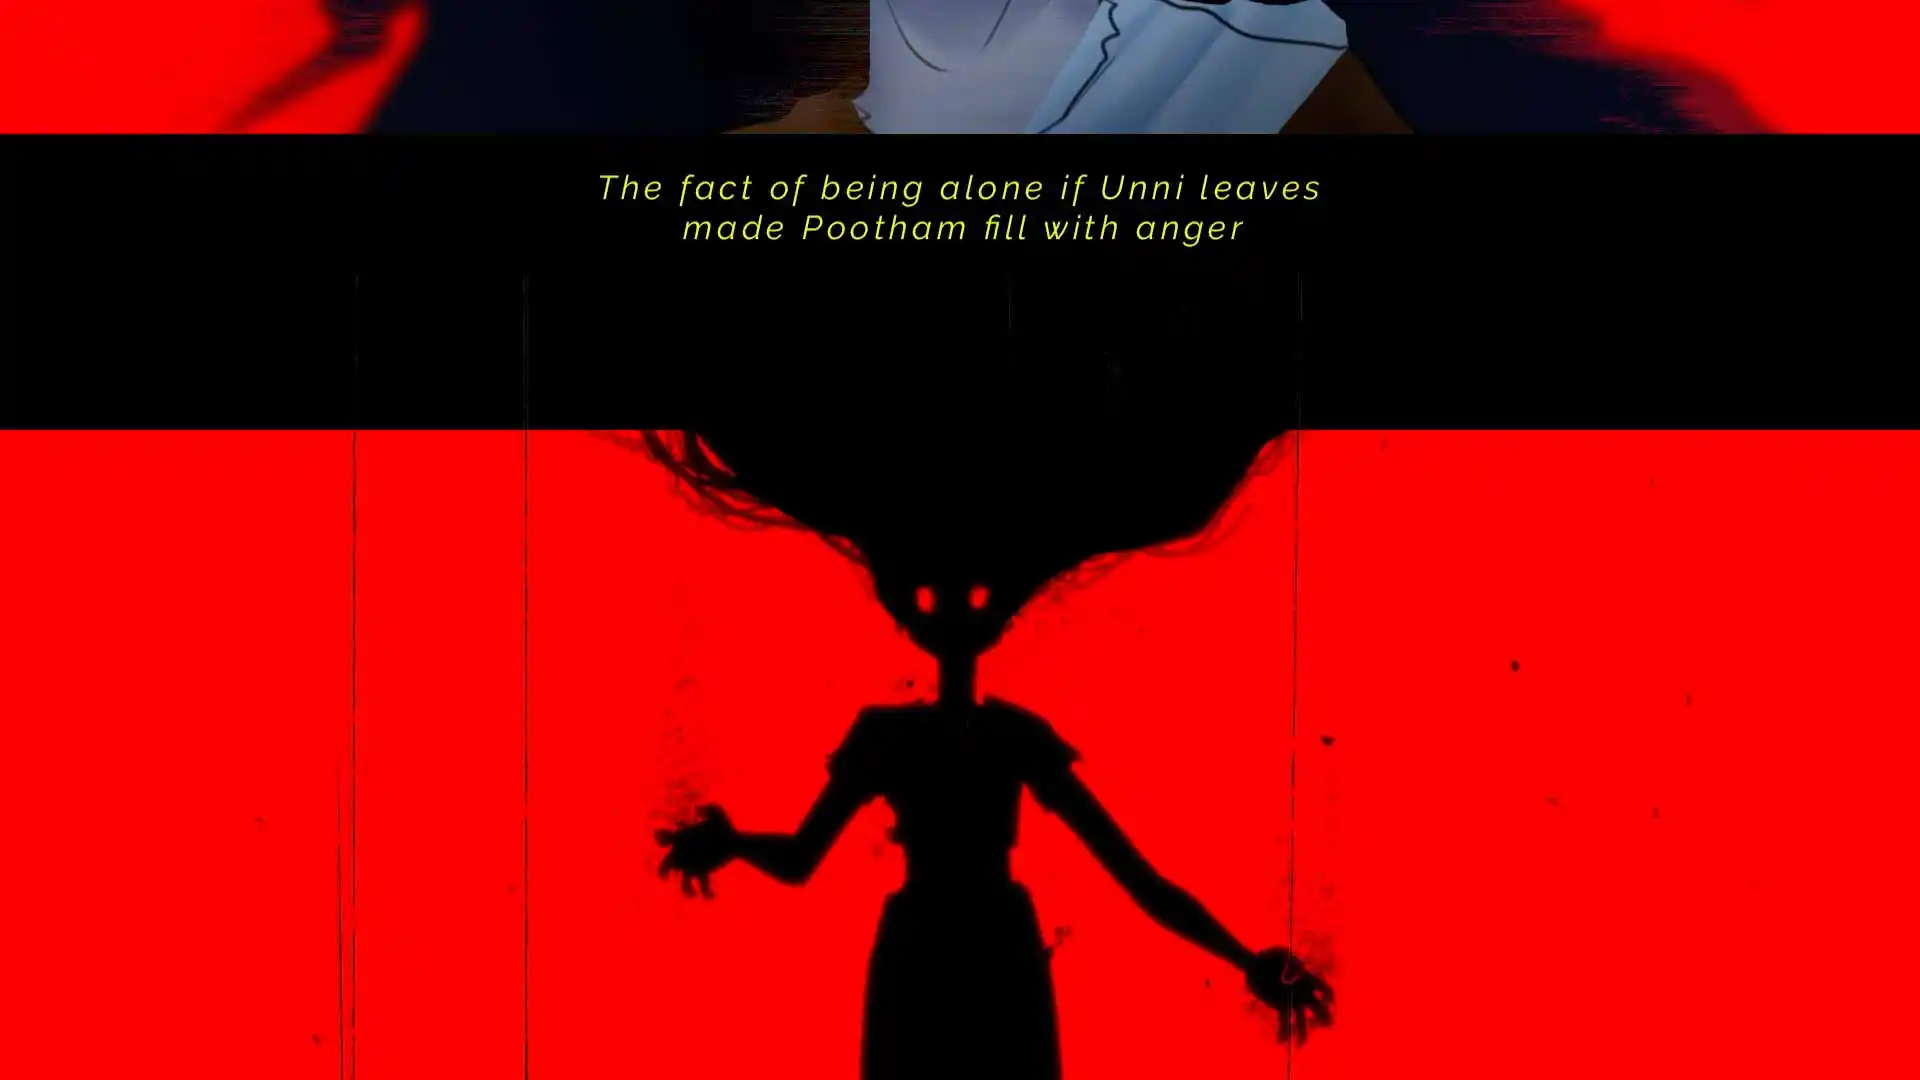 The fact of being alone if Unni leaves
made Pootham fill with anger